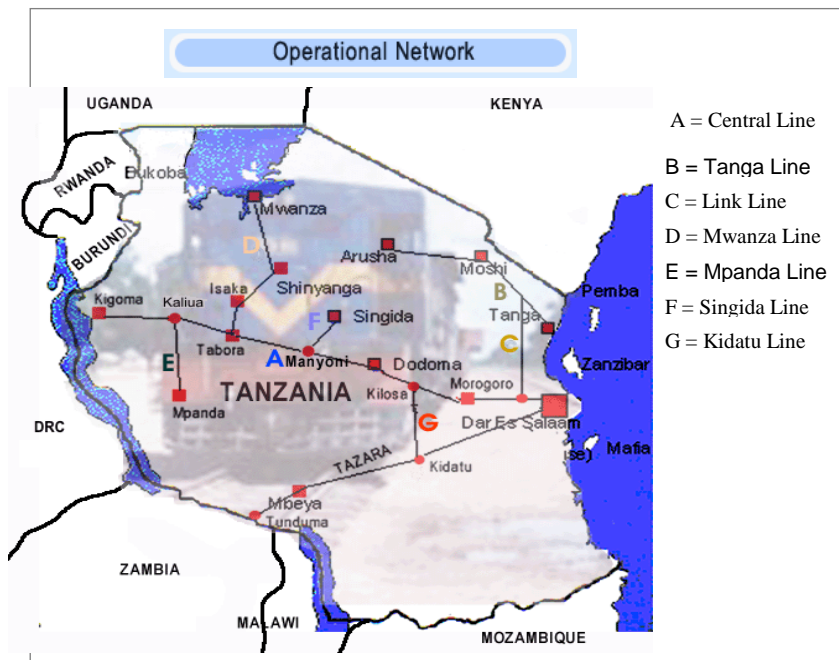 Operational Network
UGANDA
KENYA
A = Central Line
B = Tanga Line
C = Link Line
D = Mwanza Line
E = Mpanda Line
F = Singida Line
G = Kidatu Line
RWANDA
Bukoba
Mwanza
BURUNDI
D
Arusha
Moshi
Shinyanga
B
Pemba
Kigoma
Kaliua
Isaka
F
Singida
Tanga
Tabora
A
Manyoni
C
Zanzibar
E
Dodoma
TANZANIA
Kilosa
Morogoro
Mpanda
G
Dar Es Salaam
DRC
se)
Mafia
TAZARA
Kidatu
Mbeya
Tunduma
ZAMBIA
MALAWI
MOZAMBIQUE